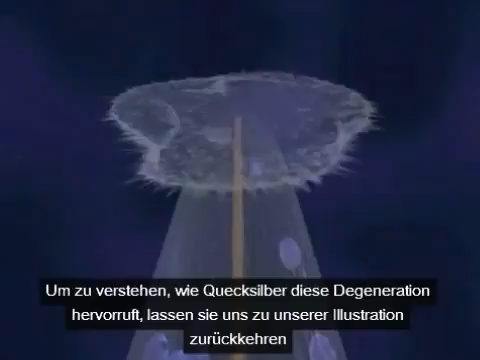 Um zu verstehen, wie Quecksilber diese Degeneration
hervorruft, lassen sie uns zu unserer Illustration
zurückkehren